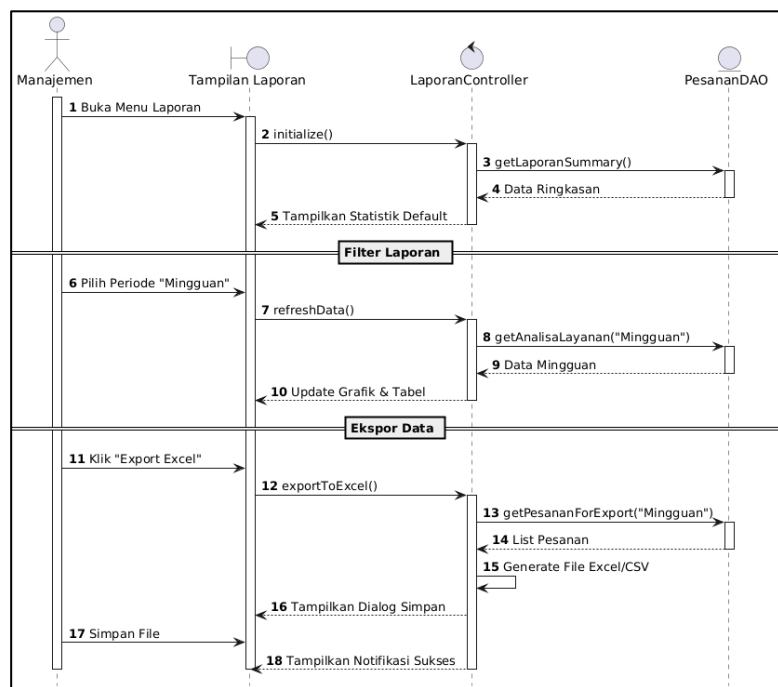 Manajemen
Tampilan Laporan
LaporanController
PesananDAO
1 Buka Menu Laporan
2 initialize()
3 getLaporanSummary()
4 Data Ringkasan
5 Tampilkan Statistik Default
Filter Laporan
6 Pilih Periode "Mingguan"
7 refreshData()
8 getAnalisaLayanan("Mingguan")
9 Data Mingguan
10 Update Grafik & Tabel
Ekspor Data
11 Klik "Export Excel"
12 exportToExcel()
13 getPesananForExport("Mingguan")
14 List Pesanan
15 Generate File Excel/CSV
16 Tampilkan Dialog Simpan
17 Simpan File
18 Tampilkan Notifikasi Sukses